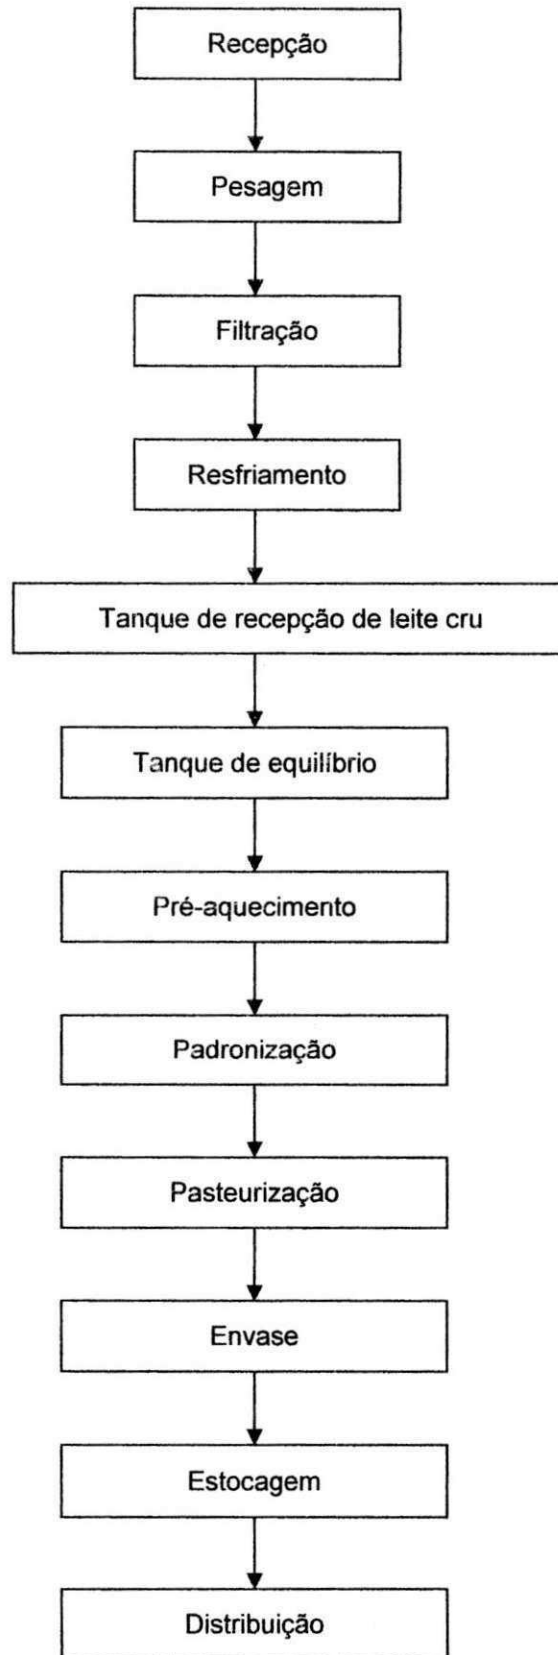 Recepção
Pesagem
Filtração
Resfriamento
Tanque de recepção de leite cru
Tanque de equilíbrio
Pré-aquecimento
Padronização
Pasteurização
Envase
Estocagem
Distribuição